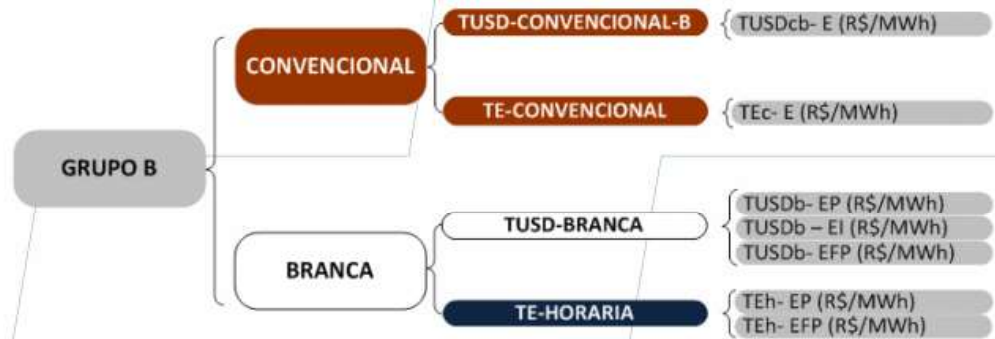 GRUPO B
CONVENCIONAL
TUSD-CONVENCIONAL-B
TUSDcb- E (R$/MWh)
TE-CONVENCIONAL
TEc- E (R$/MWh)
BRANCA
TUSD-BRANCA
TUSDb- EP (R$/MWh)
TUSDb – EI (R$/MWh)
TUSDb- EFP (R$/MWh)
TE-HORARIA
TEh- EP (R$/MWh)
TEh- EFP (R$/MWh)